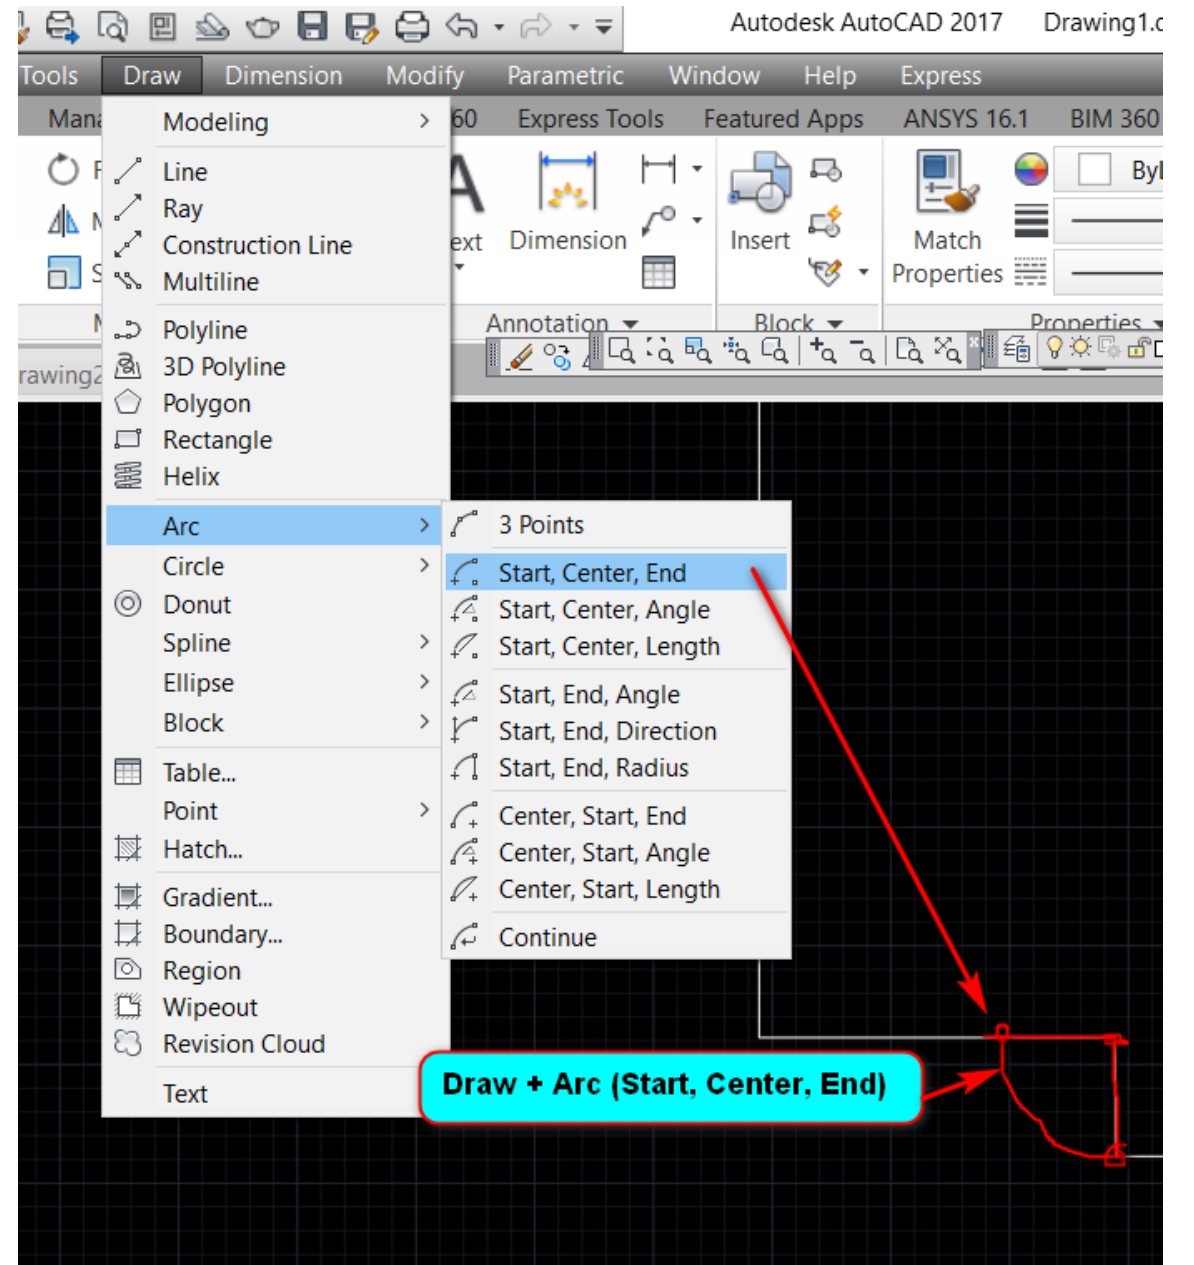 Autodesk AutoCAD 2017 Drawing1.
Tools Draw Dimension Modify Parametric Window Help Express
Mana 60 Express Tools Featured Apps ANSYS 16.1 BIM 360
Modeling
Line
Ray
Construction Line
Multiline
Polyline
3D Polyline
Polygon
Rectangle
Helix
Arc
Circle
Donut
Spline
Ellipse
Block
Table...
Point
Hatch...
Gradient...
Boundary...
Region
Wipeout
Revision Cloud
Text
ext
Dimension
Insert
Match
Properties
ByL
Annotation
Block
Properties
rawing2
3 Points
Start, Center, End
Start, Center, Angle
Start, Center, Length
Start, End, Angle
Start, End, Direction
Start, End, Radius
Center, Start, End
Center, Start, Angle
Center, Start, Length
Continue
Draw + Arc (Start, Center, End)